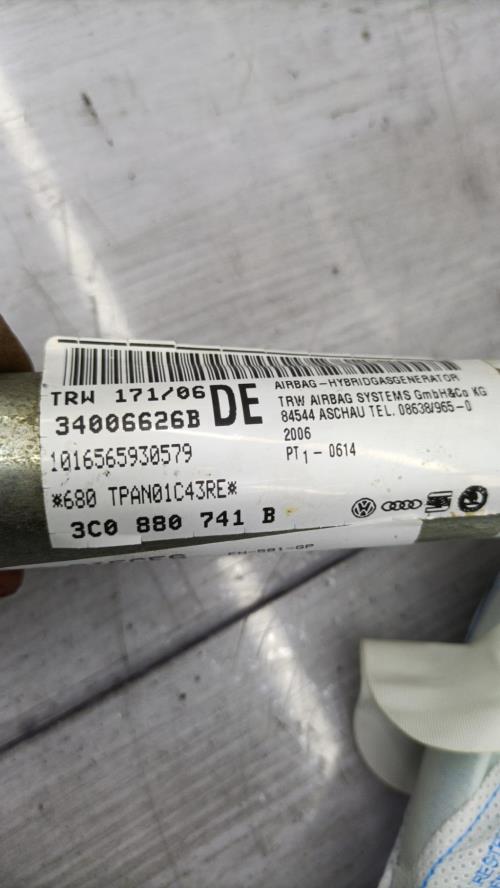 TRW 171/06
34006626B
DE
1016565930579
*680 TPAN01C43RE*
3C0 880 741 B
AIRBAG-HYBRIDGASGENERATOR
TRW AIRBAG SYSTEMS GmbH&Co KG
84544 ASCHAU TEL. 08638/965-0
2006
PT1- 0614